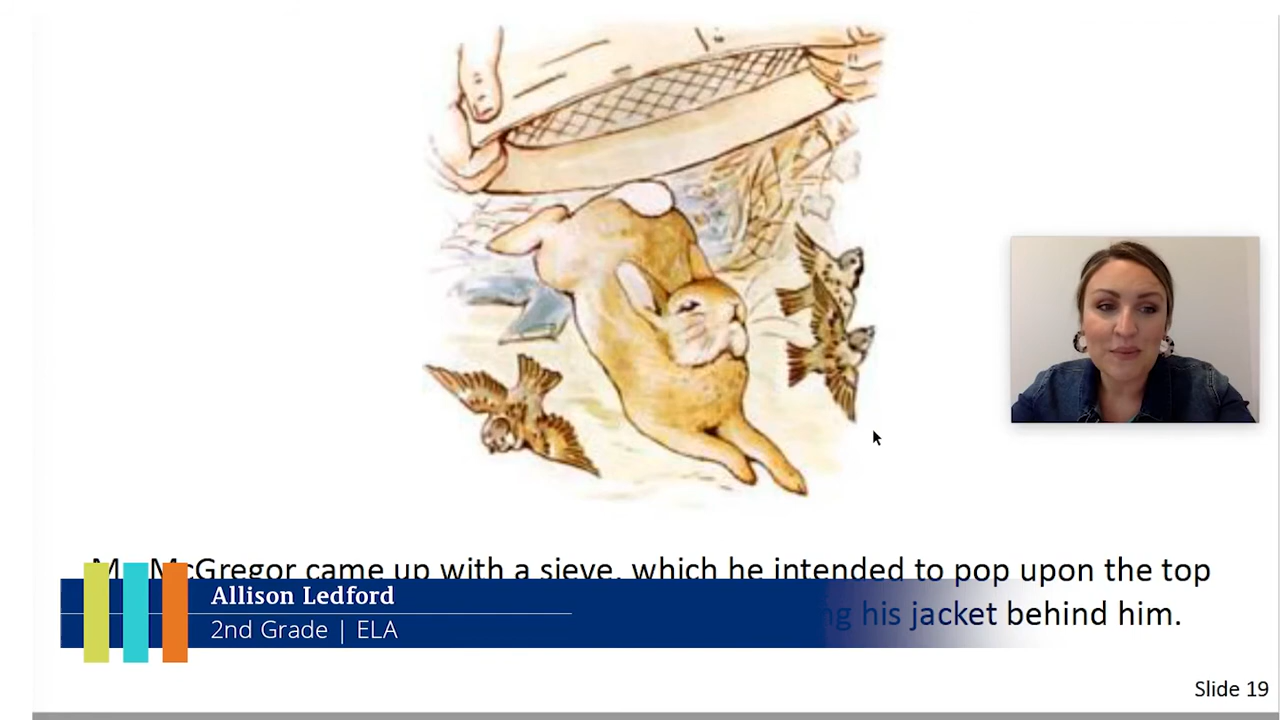 Mr. McGregor came up with a sieve, which he intended to pop upon the top
his jacket behind him.
Allison Ledford
2nd Grade | ELA
Slide 19